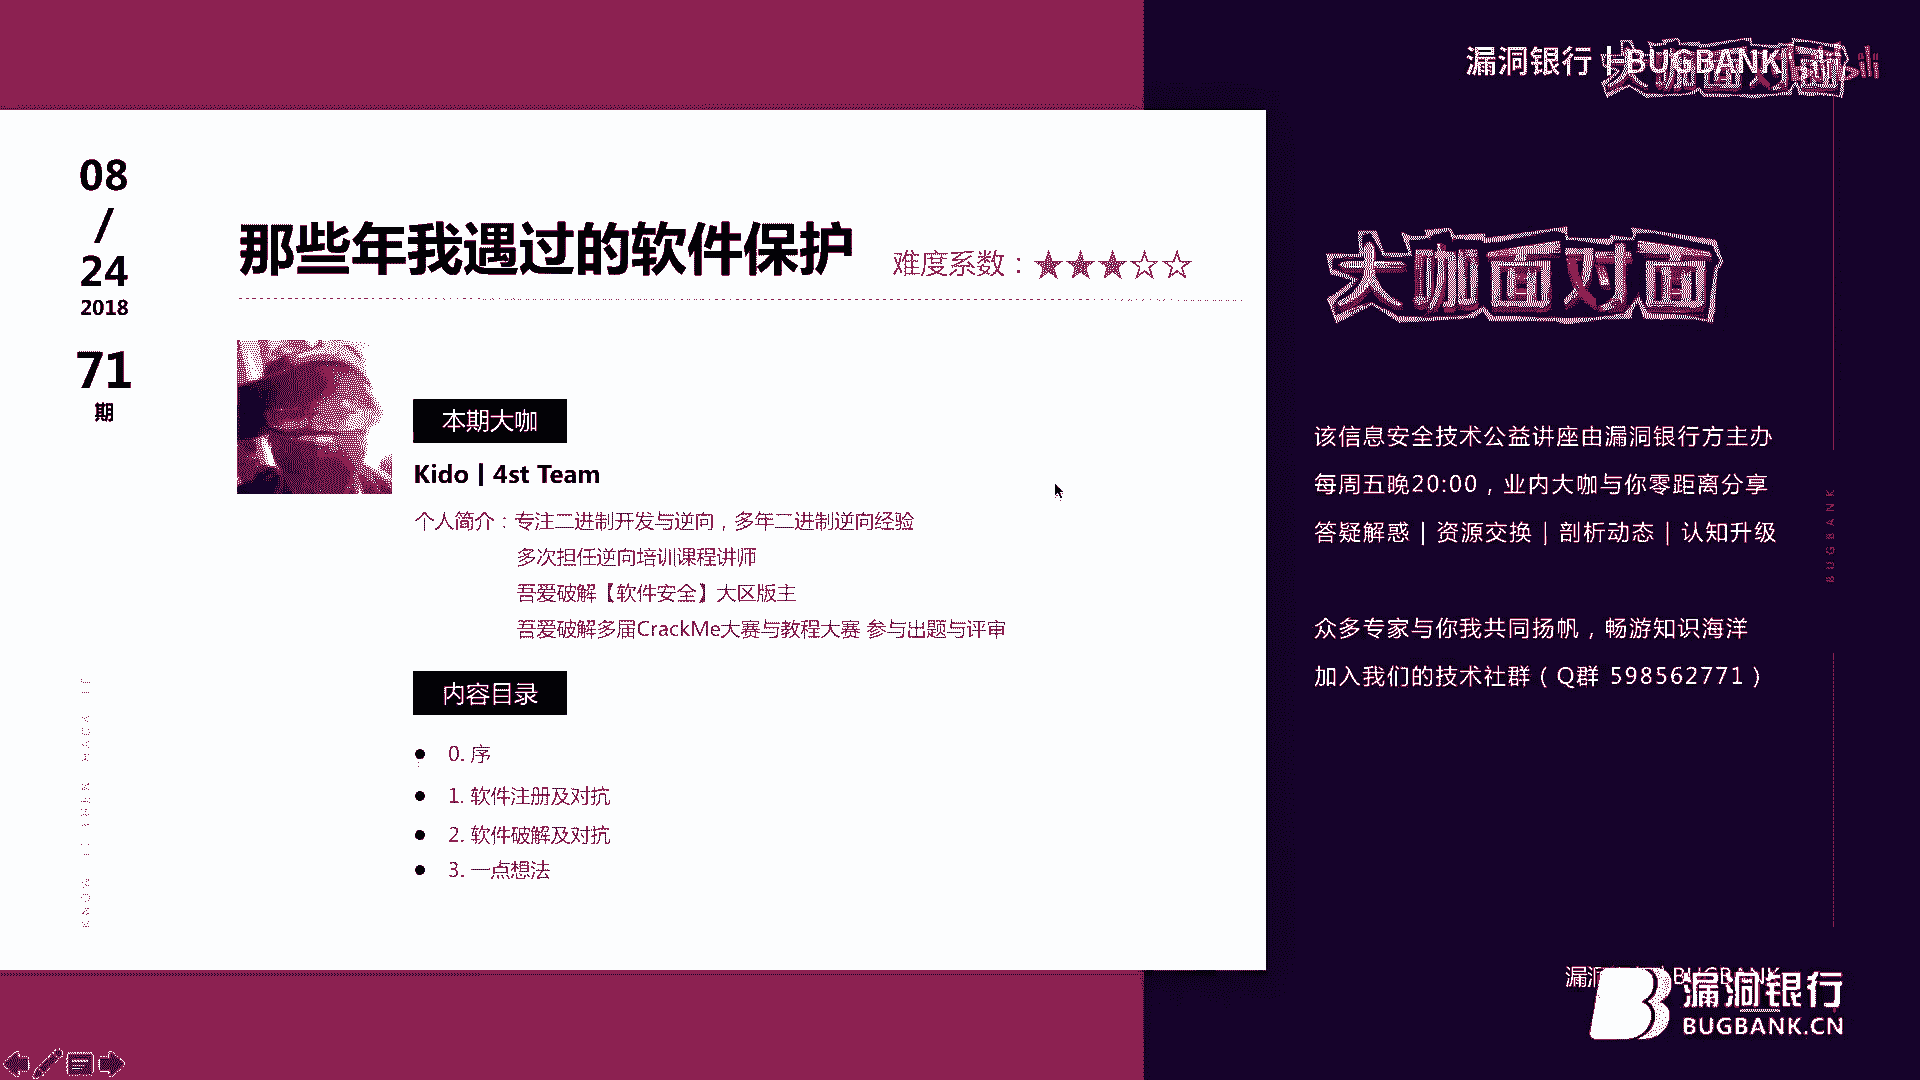 漏洞银行 | BUGBANK
大咖面对面
08
/
24
2018
71
期
那些年我遇过的软件保护
难度系数：★★★☆☆
本期大咖
Kido | 4st Team
个人简介：专注二进制开发与逆向，多年二进制逆向经验
多次担任逆向培训课程讲师
吾爱破解【软件安全】大区版主
吾爱破解多届CrackMe大赛与教程大赛 参与出题与评审
内容目录
0. 序
1. 软件注册及对抗
2. 软件破解及对抗
3. 一点想法
大咖面对面
该信息安全技术公益讲座由漏洞银行方主办
每周五晚20:00，业内大咖与你零距离分享
答疑解惑 | 资源交换 | 剖析动态 | 认知升级
众多专家与你我共同扬帆，畅游知识海洋
加入我们的技术社群（Q群 598562771）
BUGBANK
漏洞银行
BUGBANK.CN